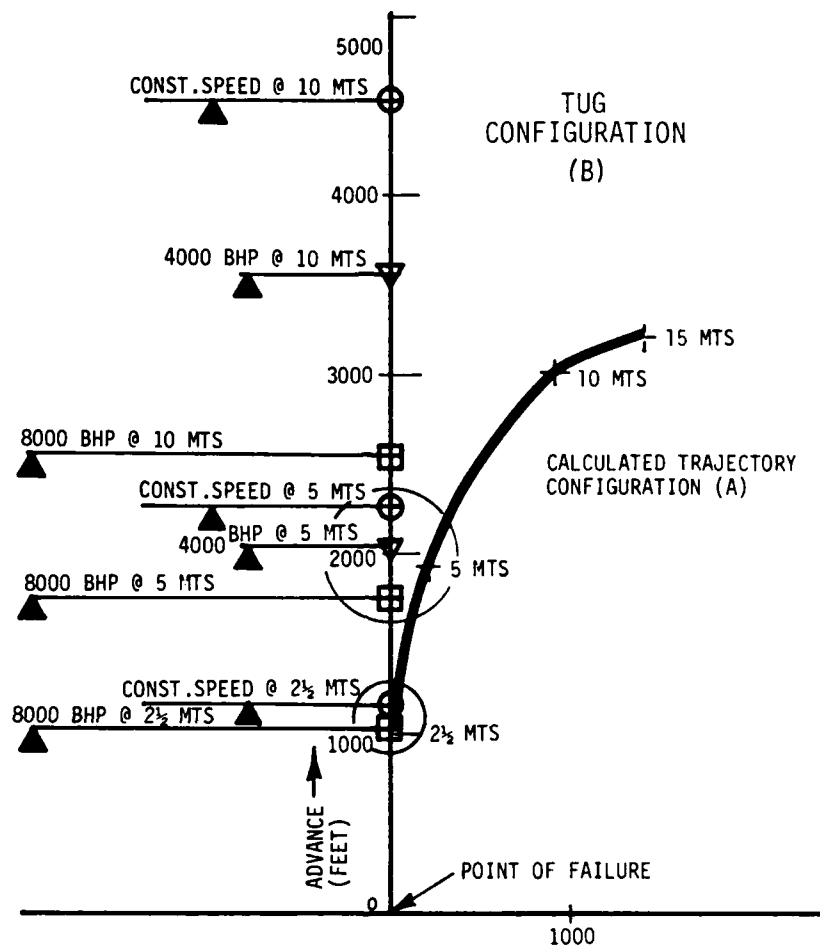 5000
CONST.SPEED @ 10 MTS
TUG
CONFIGURATION
(B)
4000
4000 BHP @ 10 MTS
15 MTS
3000
10 MTS
8000 BHP @ 10 MTS
CALCULATED TRAJECTORY
CONFIGURATION (A)
CONST.SPEED @ 5 MTS
4000 BHP @ 5 MTS
2000
5 MTS
8000 BHP @ 5 MTS
CONST.SPEED @ 2½ MTS
8000 BHP @ 2½ MTS
1000
2½ MTS
ADVANCE
(FEET)
POINT OF FAILURE
0
1000